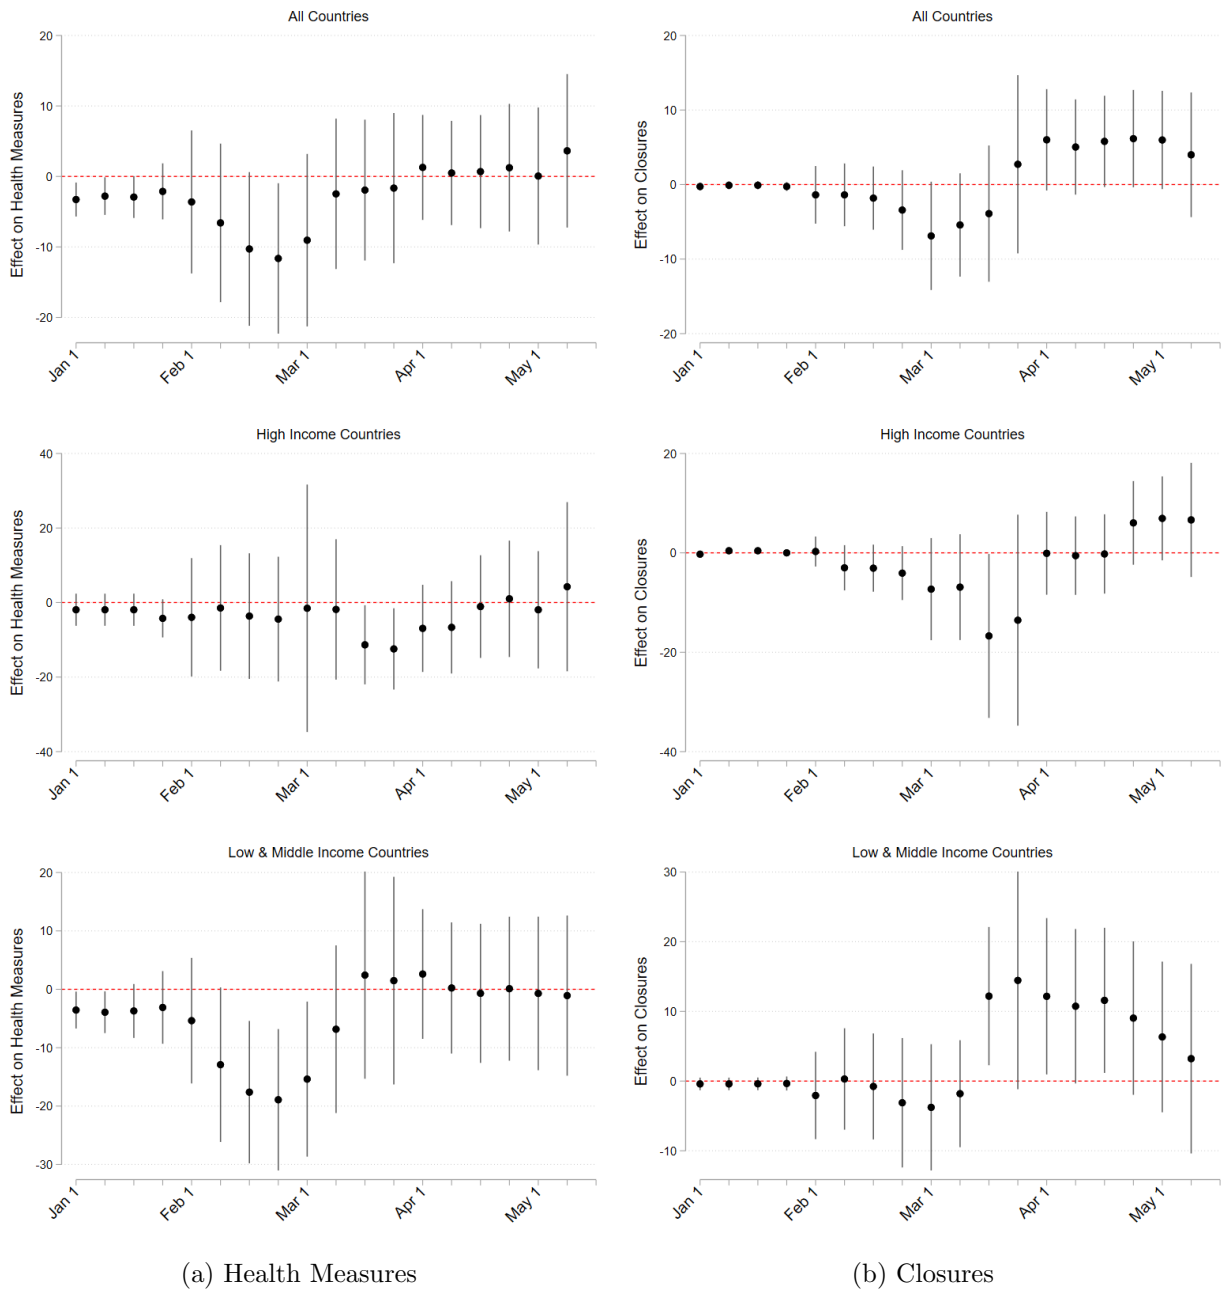 All Countries
Effect on Health Measures
20
10
0
-10
-20
Jan 1
Feb 1
Mar 1
Apr 1
May 1
All Countries
Effect on Closures
20
10
0
-10
-20
Jan 1
Feb 1
Mar 1
Apr 1
May 1
High Income Countries
Effect on Health Measures
40
20
0
-20
-40
Jan 1
Feb 1
Mar 1
Apr 1
May 1
High Income Countries
Effect on Closures
20
0
-20
-40
Jan 1
Feb 1
Mar 1
Apr 1
May 1
Low & Middle Income Countries
Effect on Health Measures
20
10
0
-10
-20
-30
Jan 1
Feb 1
Mar 1
Apr 1
May 1
Low & Middle Income Countries
Effect on Closures
30
20
10
0
-10
Jan 1
Feb 1
Mar 1
Apr 1
May 1
(a) Health Measures
(b) Closures